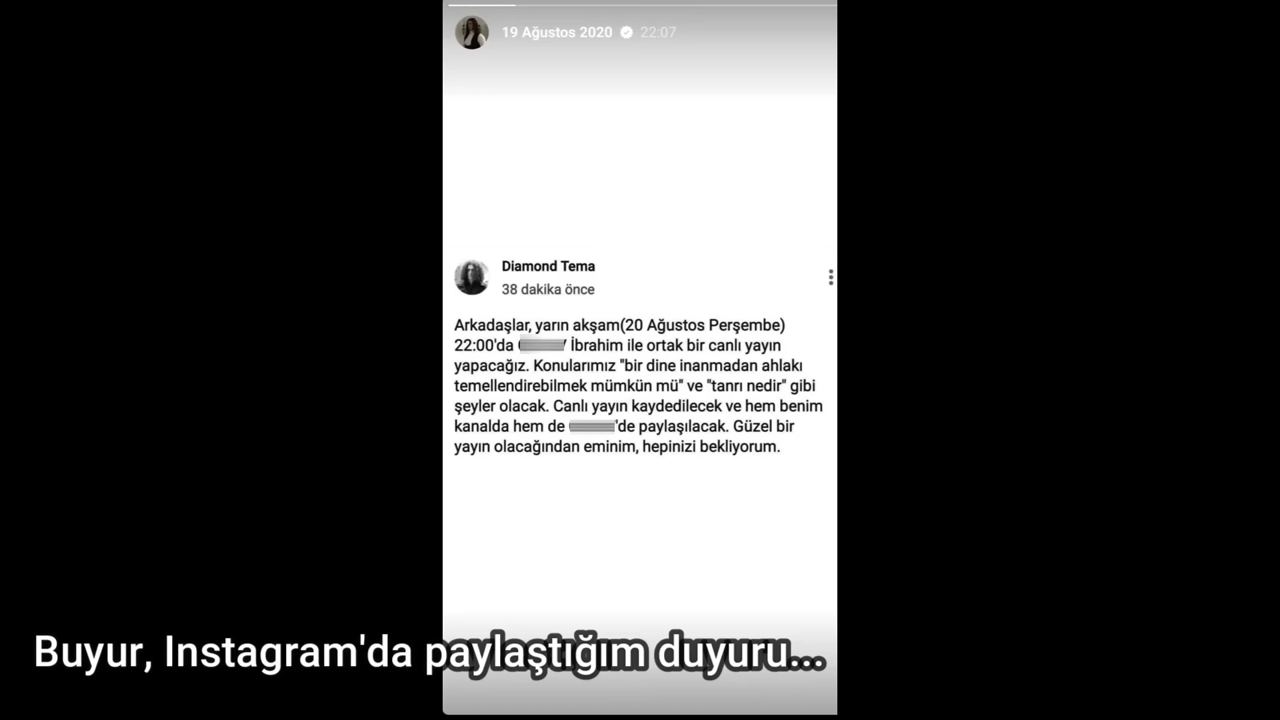 19 Ağustos 2020 22:07
Diamond Tema
38 dakika önce
Arkadaşlar, yarın akşam(20 Ağustos Perşembe)
22:00'da İbrahim ile ortak bir canlı yayın
yapacağız. Konularımız "bir dine inanmadan ahlakı
temellendirebilmek mümkün mü" ve "tanrı nedir" gibi
şeyler olacak. Canlı yayın kaydedilecek ve hem benim
kanalda hem de 'de paylaşılacak. Güzel bir
yayın olacağından eminim, hepinizi bekliyorum.
Buyur, Instagram'da paylaştığım duyuru...